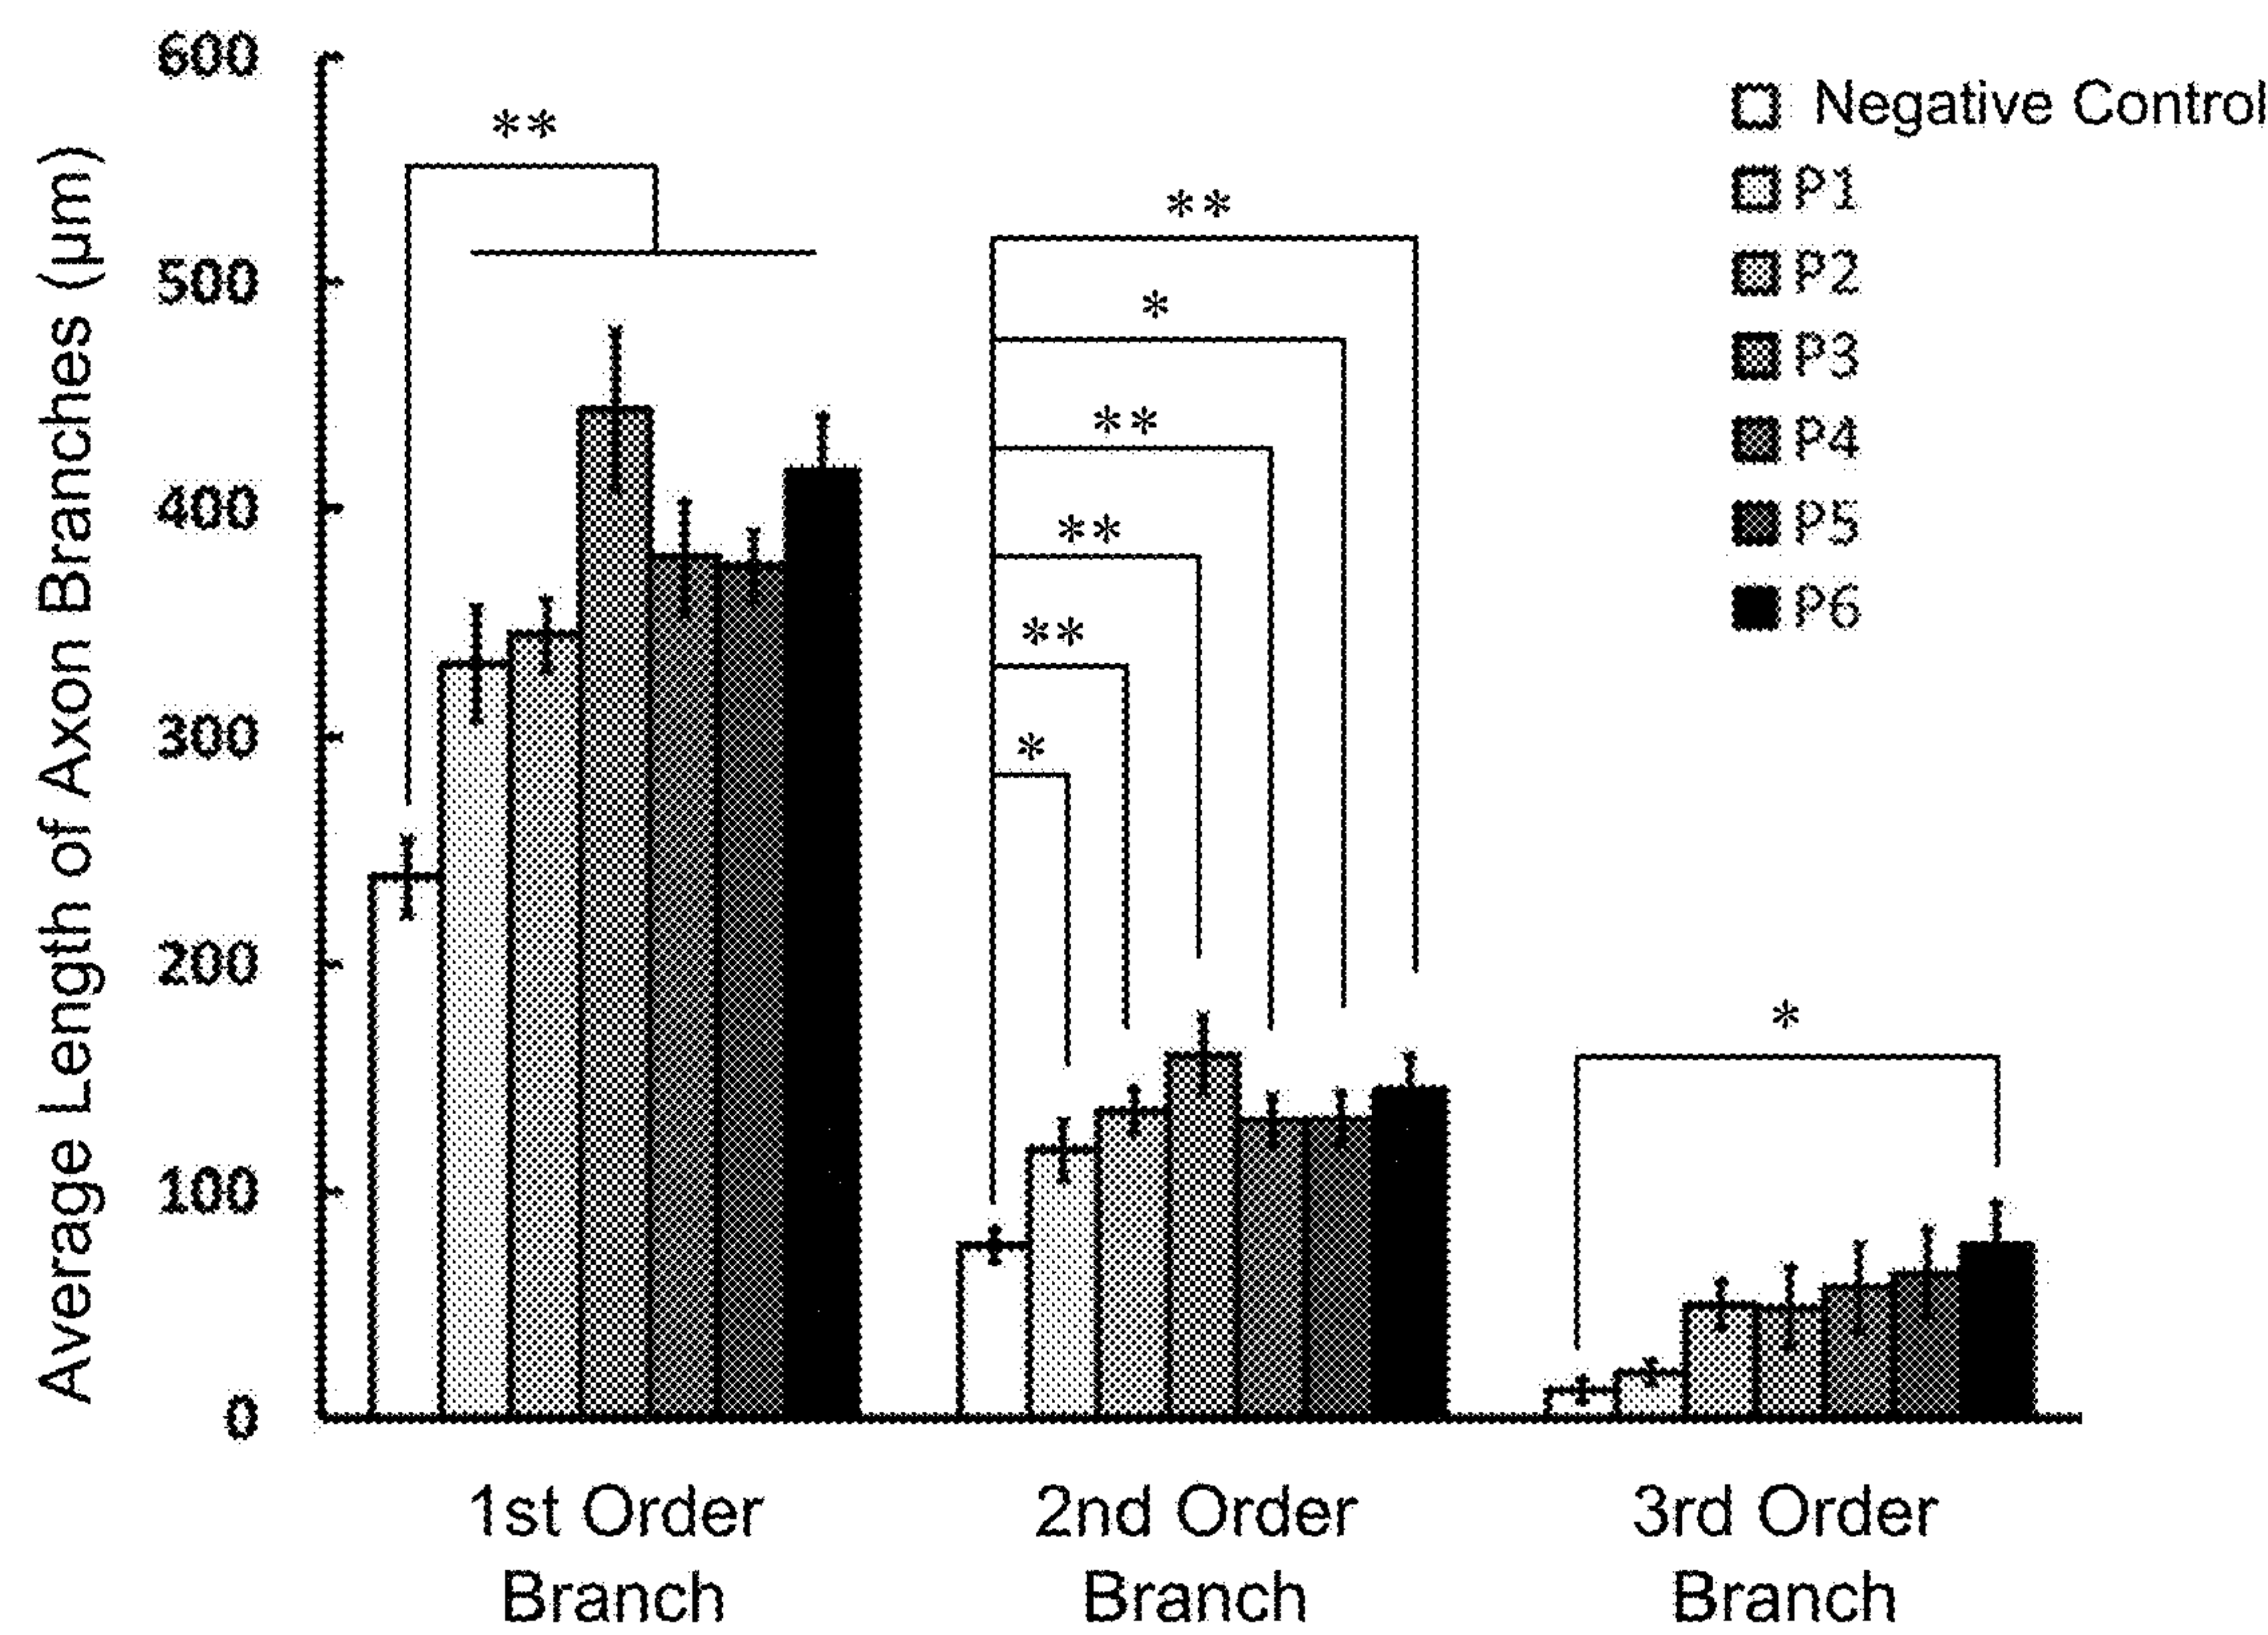 Average Length of Axon Branches (µm)
600
500
400
300
200
100
0
**
**
*
**
**
**
*
*
Negative Control
P1
P2
P3
P4
P5
P6
1st Order
Branch
2nd Order
Branch
3rd Order
Branch